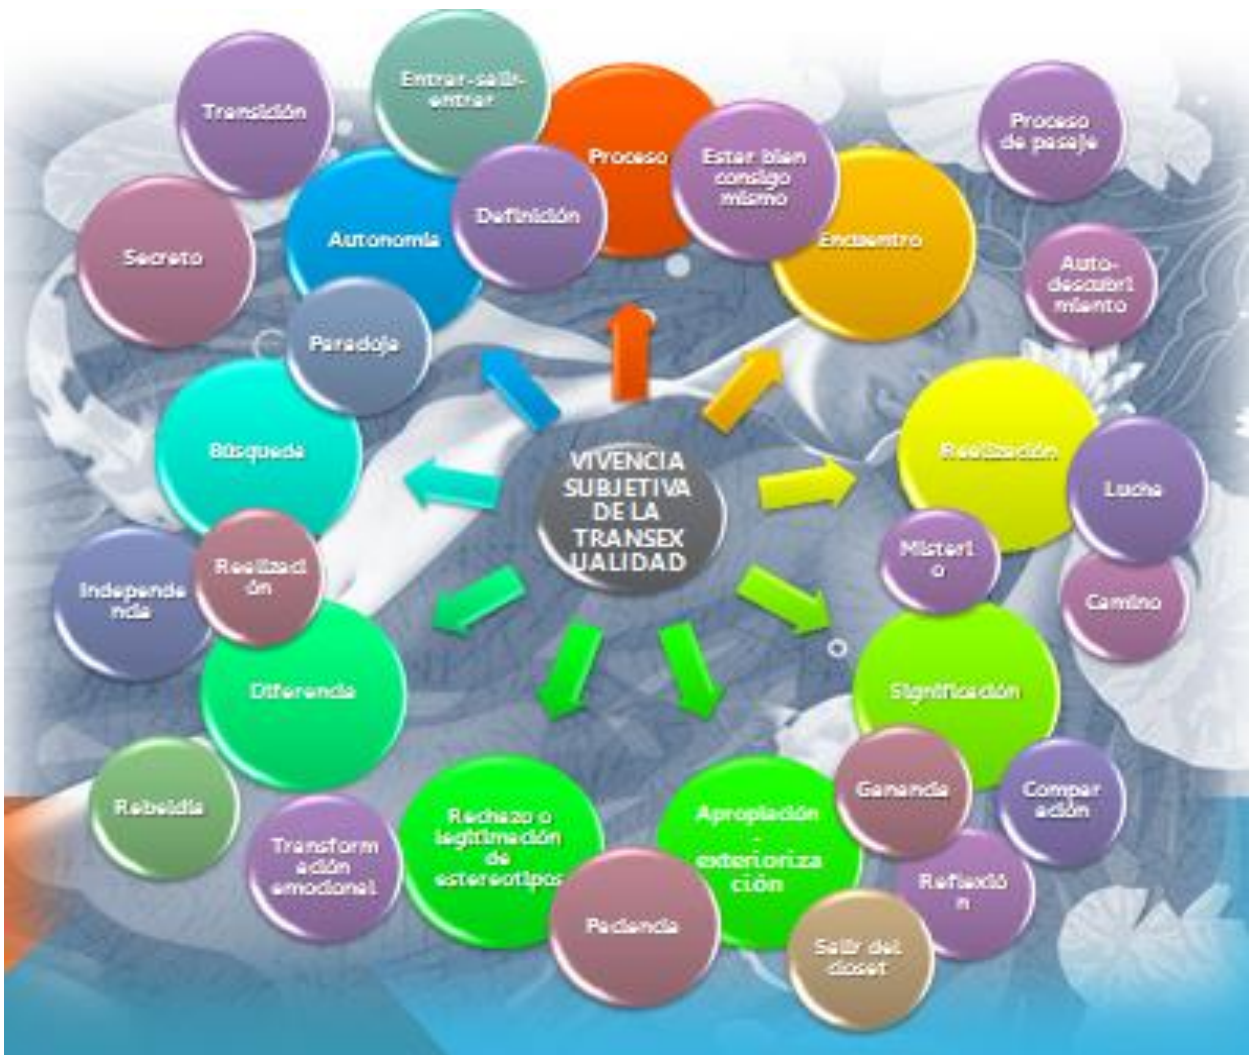 Entrar-salir-
entrar
Transición
Proceso
Estar bien
consigo
mismo
Proceso
de pasaje
Definición
Autonomía
Encuentro
Secreto
Auto-
descubri
miento
Paradoja
Búsqueda
Realización
VIVENCIA
SUBJETIVA
DE LA
TRANSEX
UALIDAD
Lucha
Misteri
o
Independe
ncia
Realizaci
ón
Camino
Diferencia
Significación
Rebeldía
Transform
ación
emocional
Rechazo o
legitimación
de
estereotipos
Apropiación
-
exterioriza
ción
Ganancia
Compar
ación
Reflexió
n
Paciencia
Salir del
closet